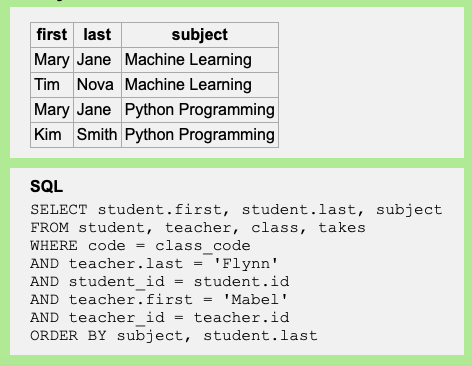 first last subject
Mary Jane Machine Learning
Tim Nova Machine Learning
Mary Jane Python Programming
Kim Smith Python Programming
SQL
SELECT student.first, student.last, subject
FROM student, teacher, class, takes
WHERE code = class_code
AND teacher.last = 'Flynn'
AND student_id = student.id
AND teacher.first = 'Mabel'
AND teacher_id = teacher.id
ORDER BY subject, student.last